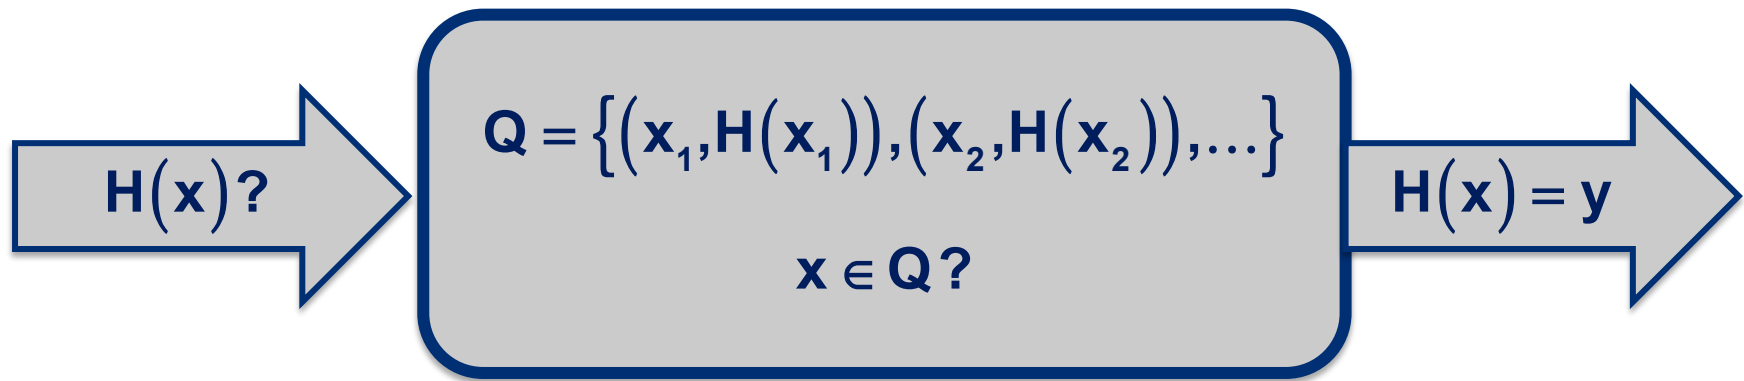 H(x)?
Q = {(x₁,H(x₁)),(x₂,H(x₂)),...}
x ∈ Q?
H(x) = y